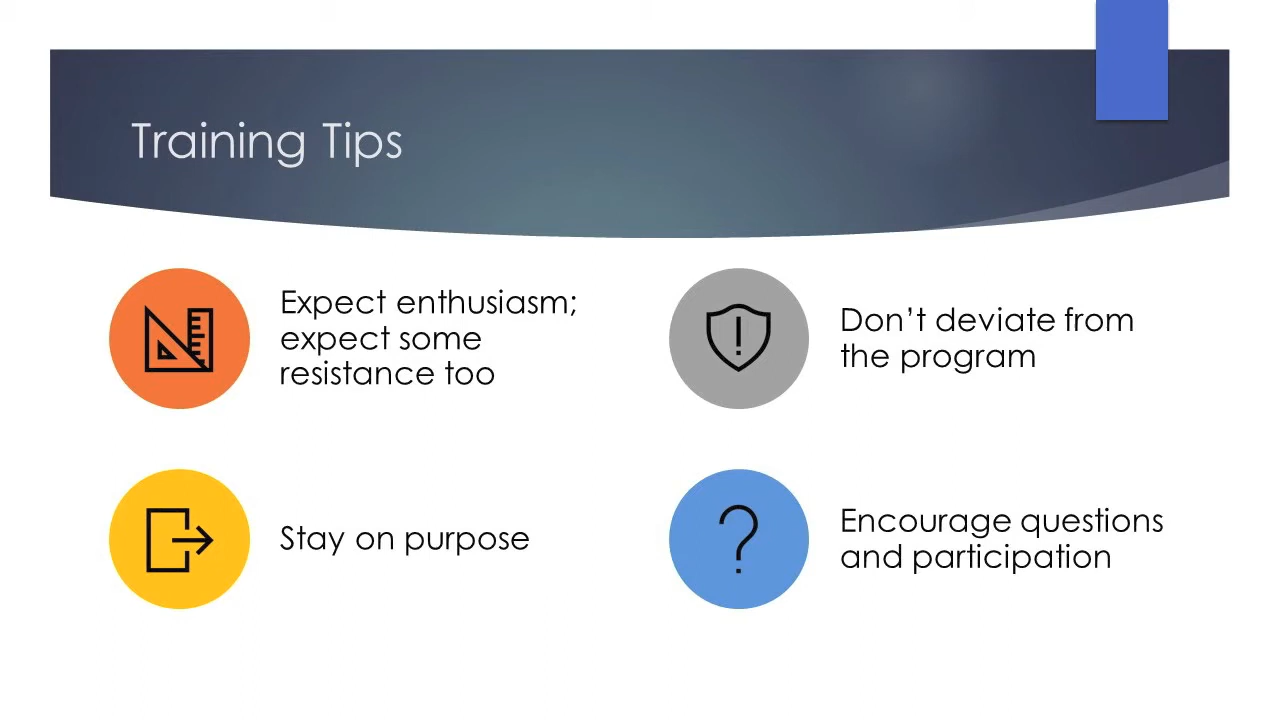 Training Tips
Expect enthusiasm;
expect some
resistance too
Don’t deviate from
the program
Stay on purpose
Encourage questions
and participation